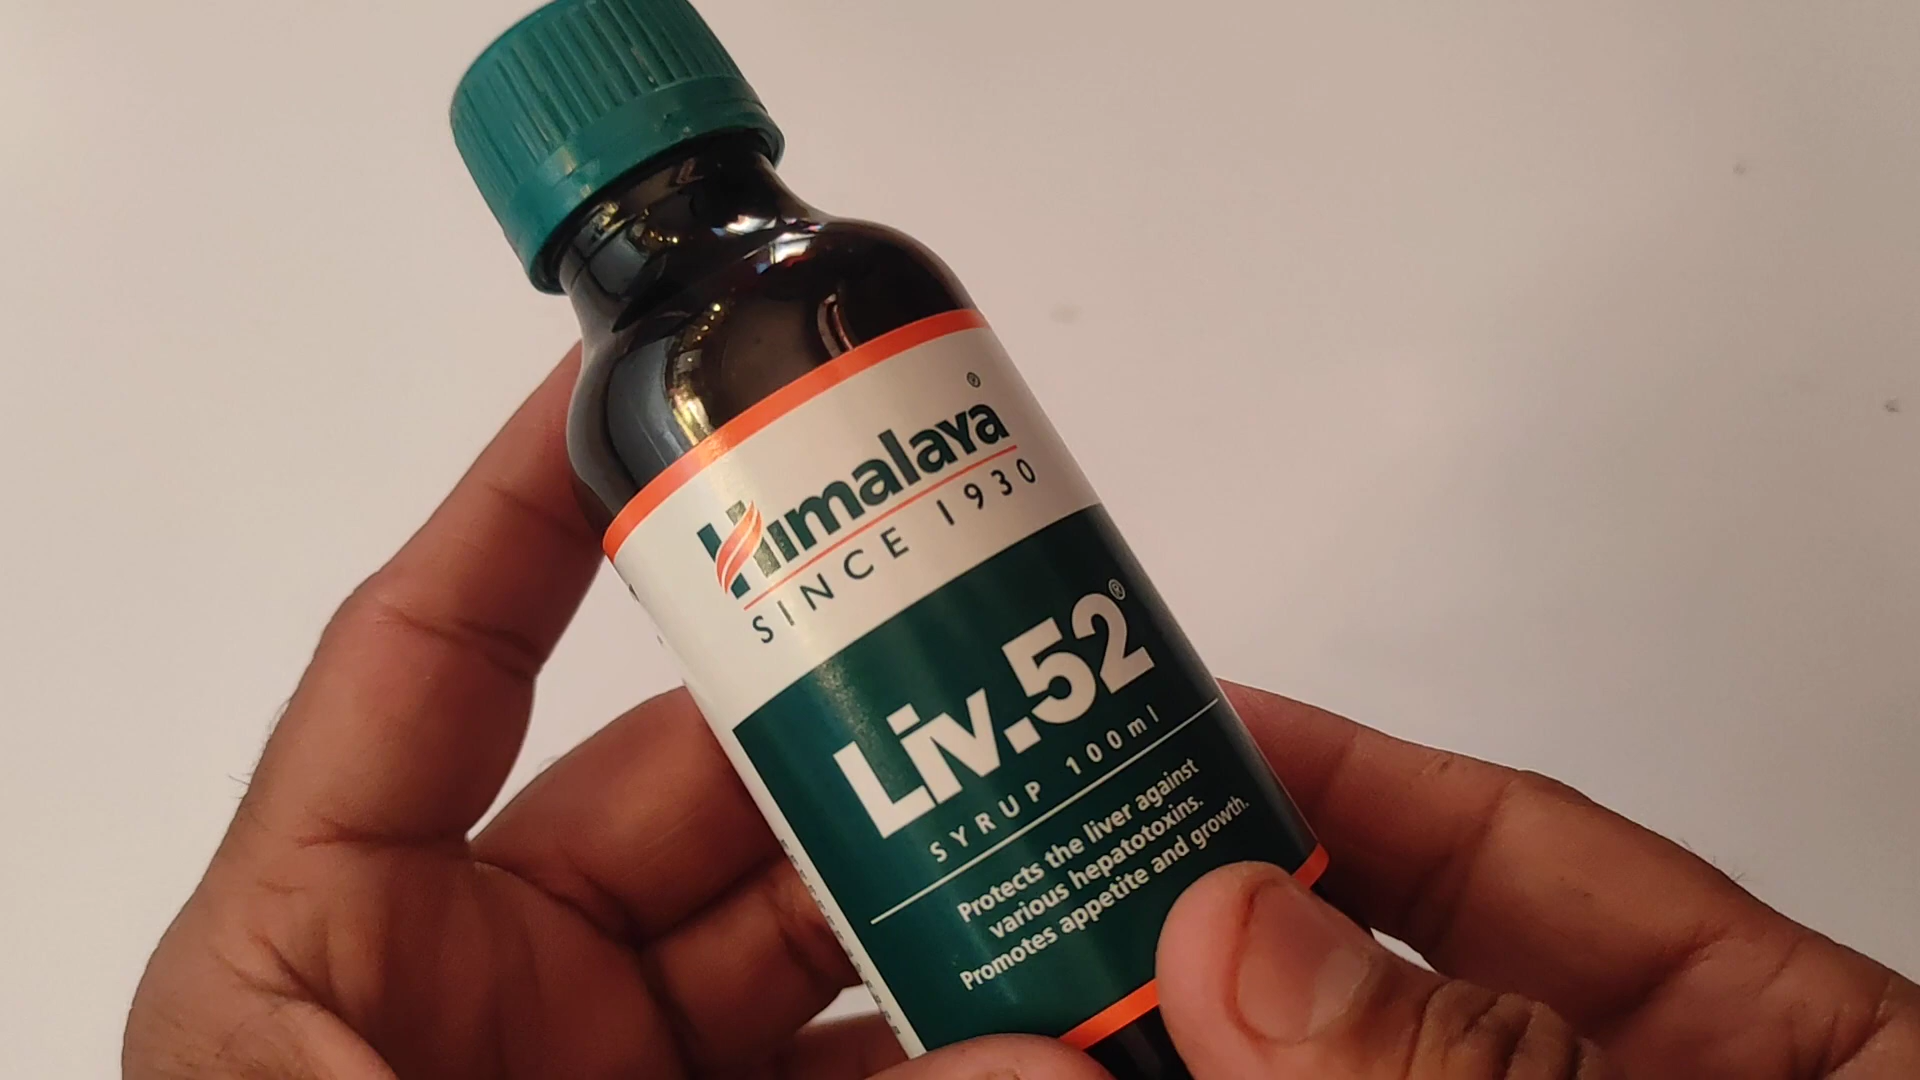 Himalaya®
SINCE 1930
Liv.52®
SYRUP 100ml
Protects the liver against
various hepatotoxins.
Promotes appetite and growth.